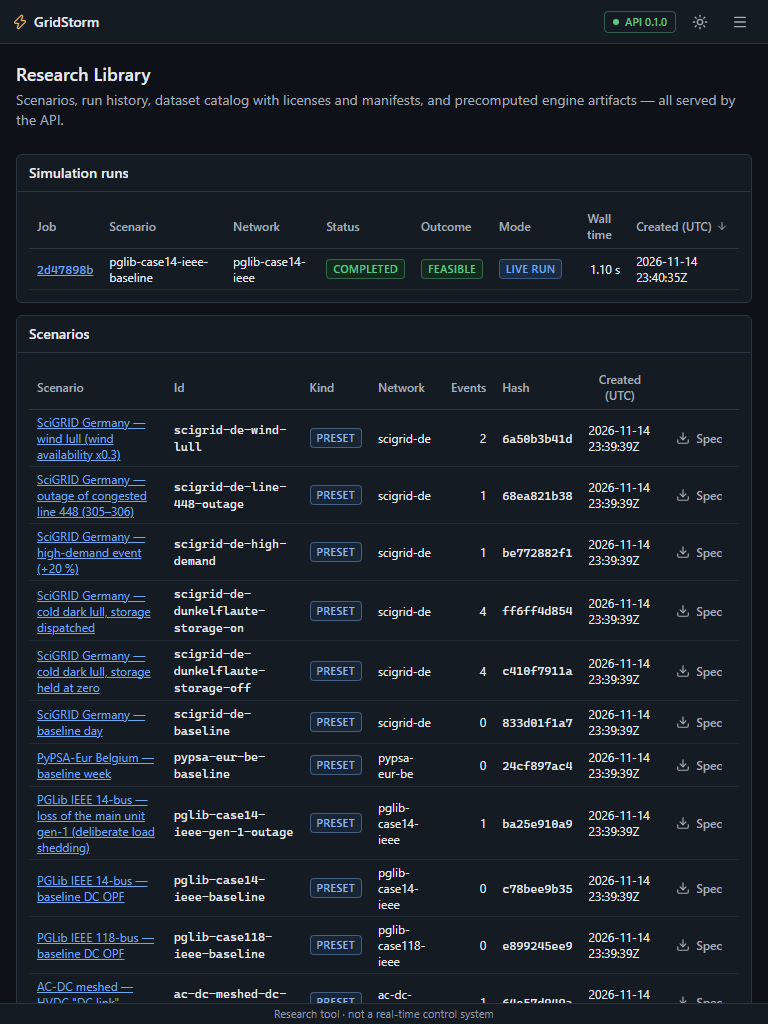 GridStorm
API 0.1.0
Research Library
Scenarios, run history, dataset catalog with licenses and manifests, and precomputed engine artifacts — all served by
the API.
Simulation runs
Job Scenario Network Status Outcome Mode Wall time Created (UTC) ↓
2d47898b pglib-case14-ieee-baseline pglib-case14-ieee COMPLETED FEASIBLE LIVE RUN 1.10 s 2026-11-14 23:40:35Z
Scenarios
Scenario Id Kind Network Events Hash Created (UTC)
SciGRID Germany — wind lull (wind availability x0.3) scigrid-de-wind-lull PRESET scigrid-de 2 6a50b3b41d 2026-11-14 23:39:39Z Spec
SciGRID Germany — outage of congested line 448 (305–306) scigrid-de-line-448-outage PRESET scigrid-de 1 68ea821b38 2026-11-14 23:39:39Z Spec
SciGRID Germany — high-demand event (+20 %) scigrid-de-high-demand PRESET scigrid-de 1 be772882f1 2026-11-14 23:39:39Z Spec
SciGRID Germany — cold dark lull, storage dispatched scigrid-de-dunkelflaute-storage-on PRESET scigrid-de 4 ff6ff4d854 2026-11-14 23:39:39Z Spec
SciGRID Germany — cold dark lull, storage held at zero scigrid-de-dunkelflaute-storage-off PRESET scigrid-de 4 c410f7911a 2026-11-14 23:39:39Z Spec
SciGRID Germany — baseline day scigrid-de-baseline PRESET scigrid-de 0 833d01f1a7 2026-11-14 23:39:39Z Spec
PyPSA-Eur Belgium — baseline week pypsa-eur-be-baseline PRESET pypsa-eur-be 0 24cf897ac4 2026-11-14 23:39:39Z Spec
PGLib IEEE 14-bus — loss of the main unit gen-1 (deliberate load shedding) pglib-case14-ieee-gen-1-outage PRESET pglib-case14-ieee 1 ba25e910a9 2026-11-14 23:39:39Z Spec
PGLib IEEE 14-bus — baseline DC OPF pglib-case14-ieee-baseline PRESET pglib-case14-ieee 0 c78bee9b35 2026-11-14 23:39:39Z Spec
PGLib IEEE 118-bus — baseline DC OPF pglib-case118-ieee-baseline PRESET pglib-case118-ieee 0 e899245ee9 2026-11-14 23:39:39Z Spec
AC-DC meshed — HVDC "DC link" ac-dc-meshed-dc- PRESET ac-dc- 1 2026-11-14 Spec
Research tool · not a real-time control system